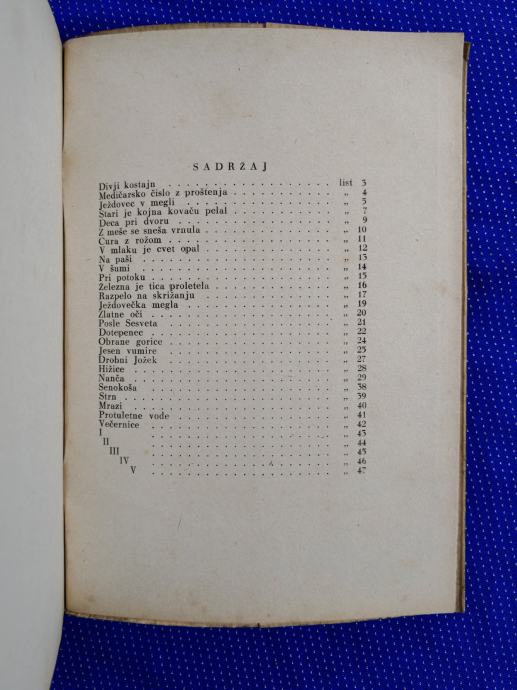 SADRŽAJ
Divji kostajn . . . . . . . . . . . . . . . . list 3
Medičarsko čislo z proštenja . . . . . . . . . . „ 4
Ježdovec v megli . . . . . . . . . . . . . . „ 5
Stari je kojna kovaču pelal . . . . . . . . . . „ 7
Deca pri dvoru . . . . . . . . . . . . . . . „ 9
Z meše se sneša vrnula . . . . . . . . . . . . „ 10
Cura z rožom . . . . . . . . . . . . . . . „ 11
V mlaku je cvet opal . . . . . . . . . . . . „ 12
Na paši . . . . . . . . . . . . . . . . . „ 13
V šumi . . . . . . . . . . . . . . . . . „ 14
Pri potoku . . . . . . . . . . . . . . . . „ 15
Železna je tica proletela . . . . . . . . . . . „ 16
Razpelo na skrižanju . . . . . . . . . . . . „ 17
Ježdovečka megla . . . . . . . . . . . . . . „ 19
Zlatne oči . . . . . . . . . . . . . . . . „ 20
Posle Sesveta . . . . . . . . . . . . . . . „ 21
Dotepenec . . . . . . . . . . . . . . . . „ 22
Obrane gorice . . . . . . . . . . . . . . . „ 24
Jesen vumire . . . . . . . . . . . . . . . „ 25
Drobni Jožek . . . . . . . . . . . . . . . „ 27
Hižice . . . . . . . . . . . . . . . . . „ 28
Nanča . . . . . . . . . . . . . . . . . . „ 29
Senokoša . . . . . . . . . . . . . . . . . „ 38
Strn . . . . . . . . . . . . . . . . . . „ 39
Mrazi . . . . . . . . . . . . . . . . . . „ 40
Protuletne vode . . . . . . . . . . . . . . „ 41
Večernice . . . . . . . . . . . . . . . . „ 42
I . . . . . . . . . . . . . . . . „ 43
II . . . . . . . . . . . . . . . . „ 44
III . . . . . . . . . . . . . . . . „ 45
IV . . . . . . . . . . . . . . . . „ 46
V . . . . . . . . . . . . . . . . „ 47